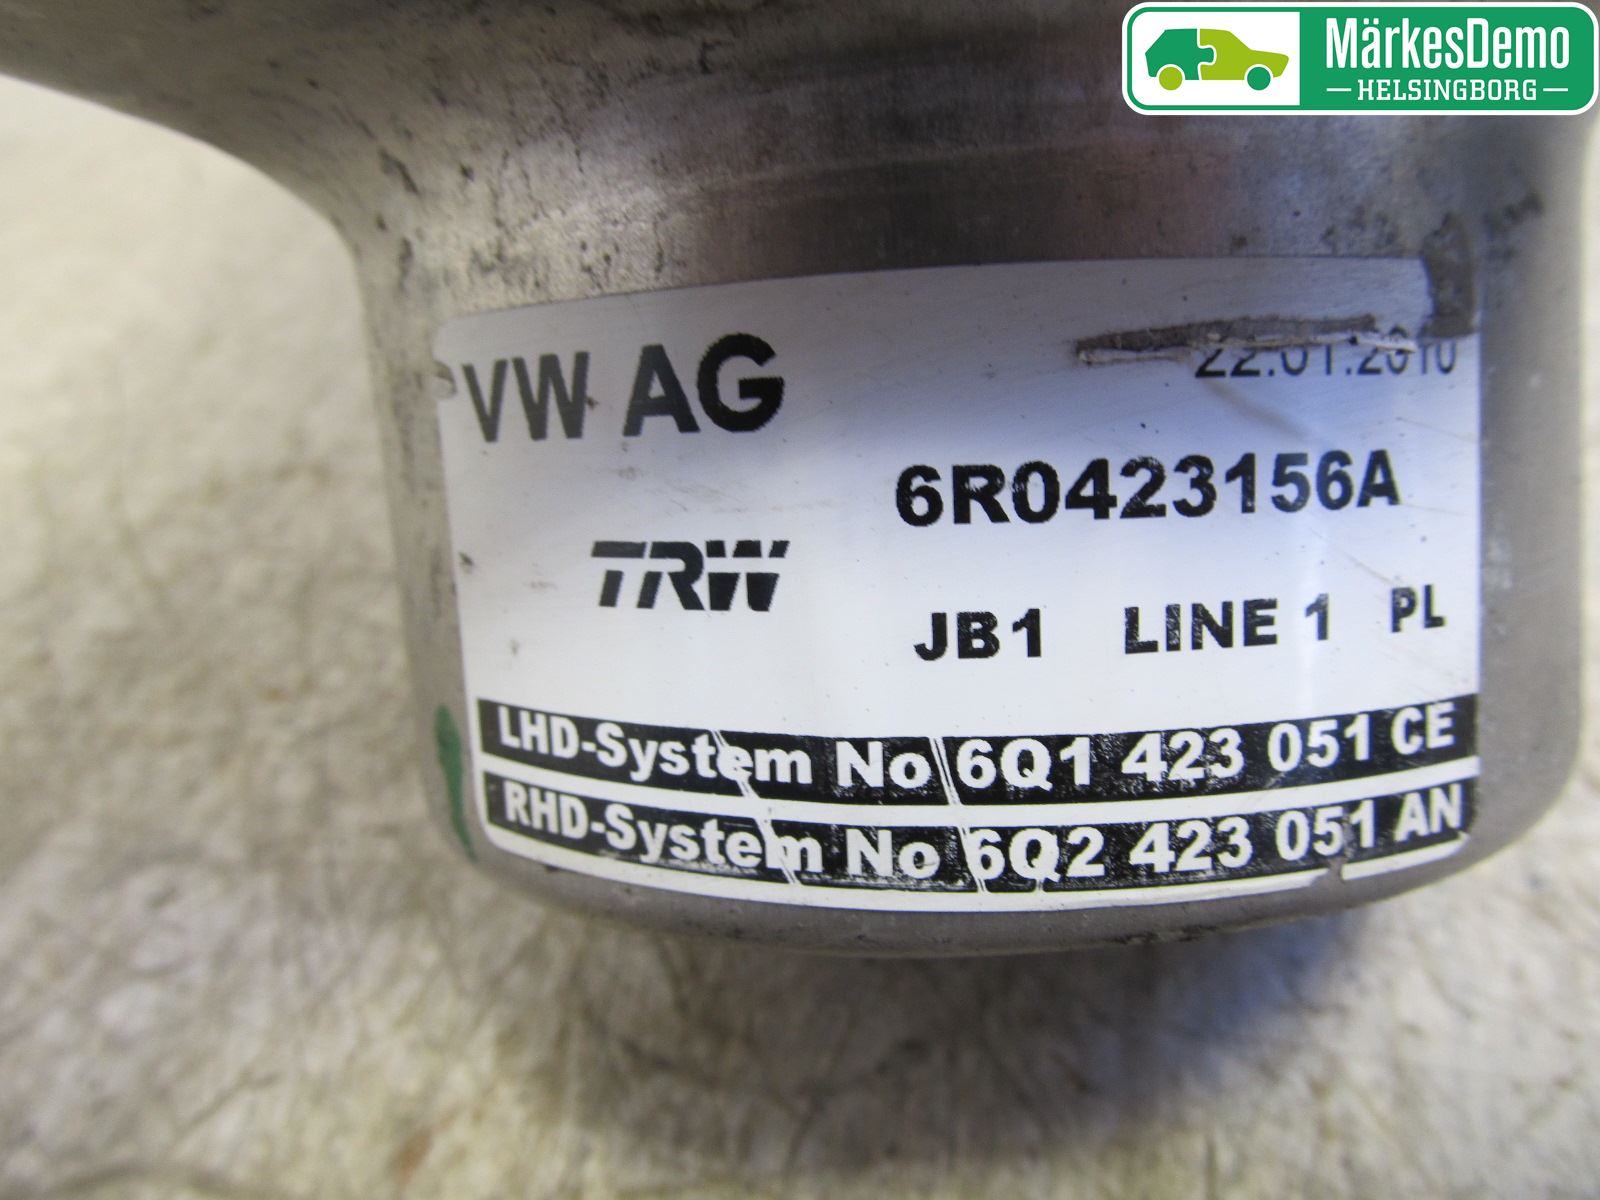 MärkesDemo
HELSINGBORG
VW AG
22.01.2010
6R0423156A
TRW
JB1 LINE 1 PL
LHD-System No 6Q1 423 051 CE
RHD-System No 6Q2 423 051 AN